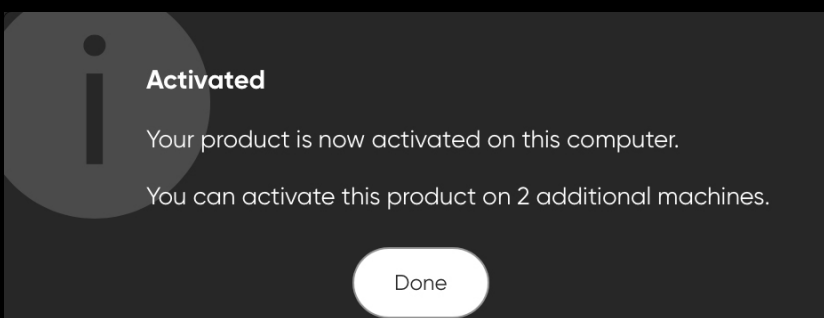 Activated
Your product is now activated on this computer.
You can activate this product on 2 additional machines.
Done